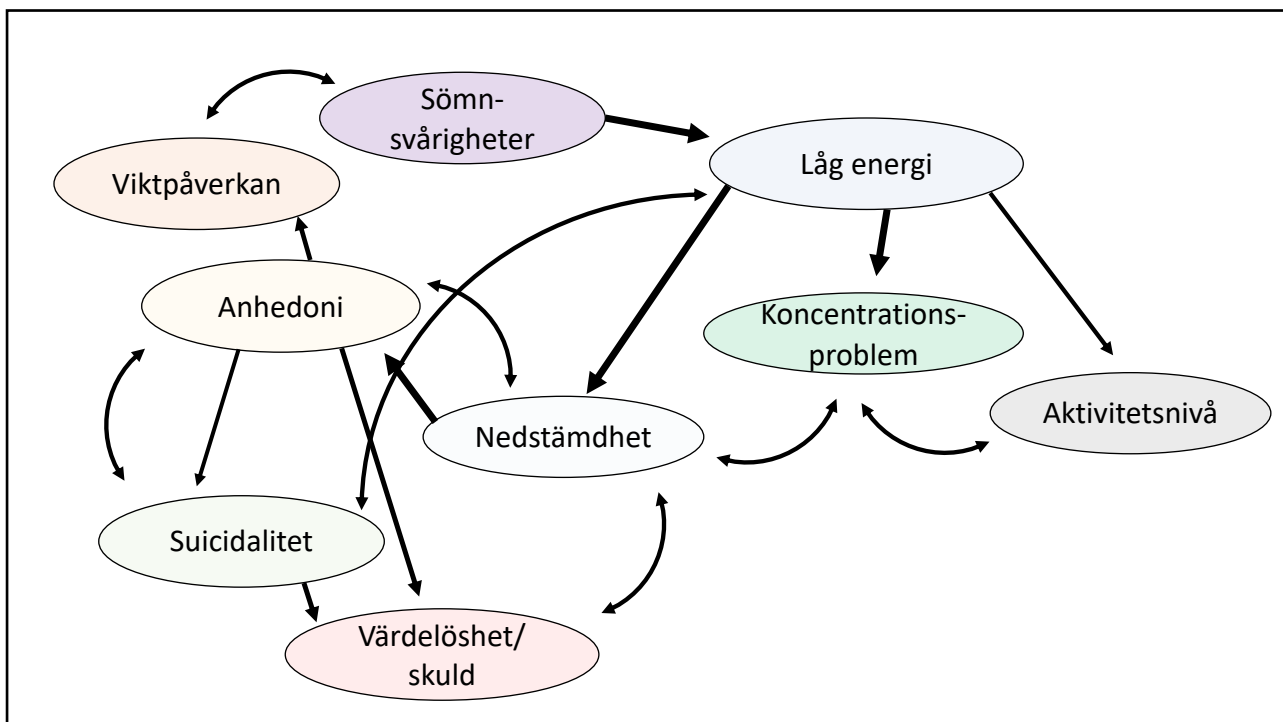 Sömn-
svårigheter
Låg energi
Viktpåverkan
Anhedoni
Koncentrations-
problem
Aktivitetsnivå
Nedstämdhet
Suicidalitet
Värdelöshet/
skuld